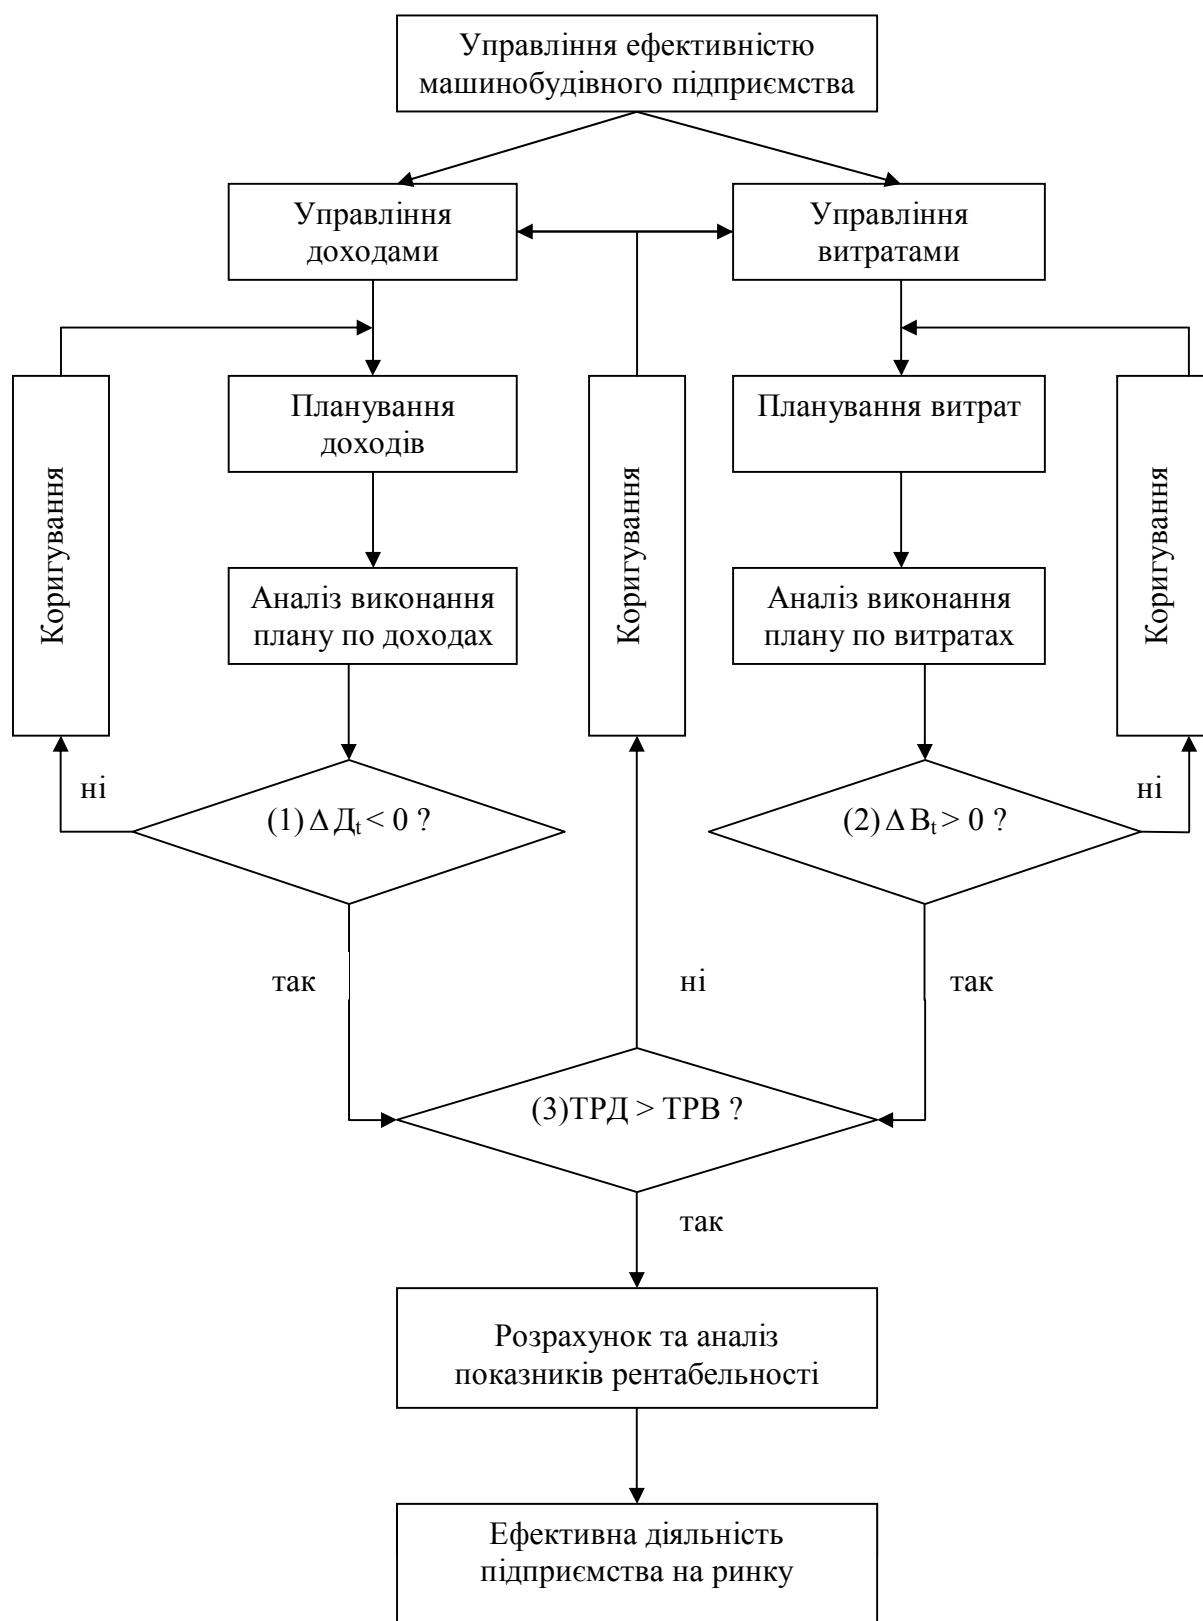 Управління ефективністю
машинобудівного підприємства
Управління
доходами
Управління
витратами
Планування
доходів
Планування витрат
Коригування
Коригування
Коригування
Аналіз виконання
плану по доходах
Аналіз виконання
плану по витратах
ні
(1) Δ Дₜ < 0 ?
(2) Δ Вₜ > 0 ?
ні
так
ні
так
(3)ТРД > ТРВ ?
так
Розрахунок та аналіз
показників рентабельності
Ефективна діяльність
підприємства на ринку